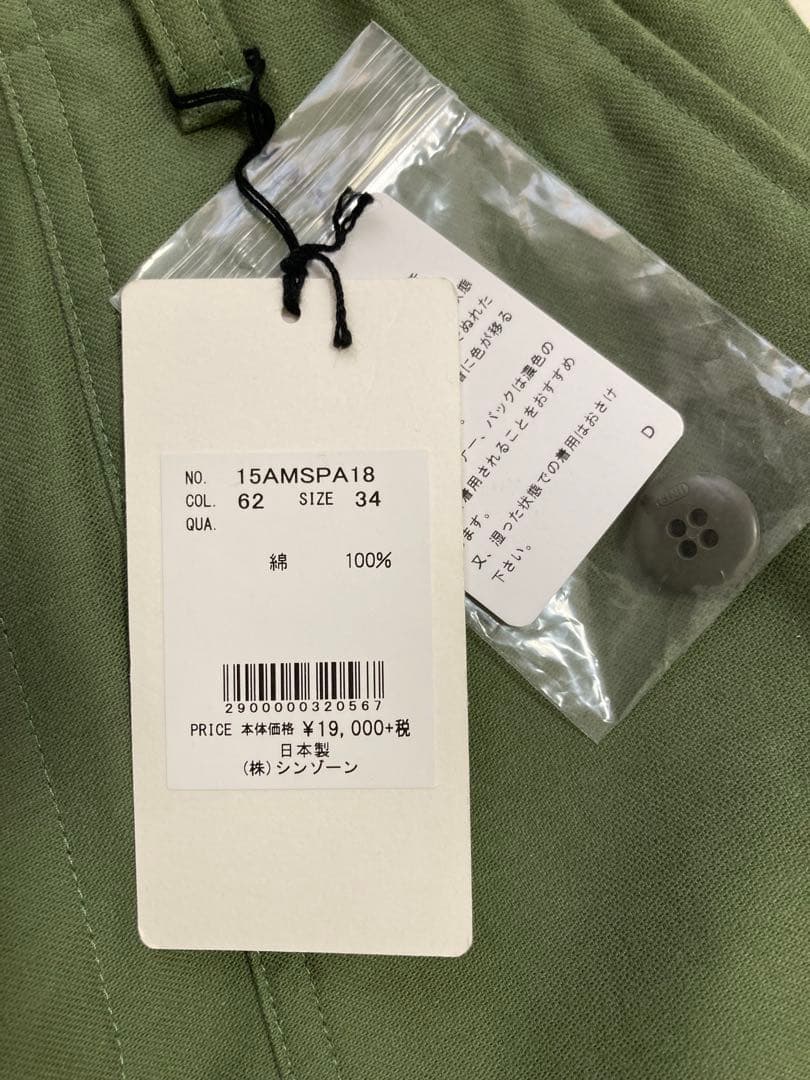 NO. 15AMSPA18
COL. 62 SIZE 34
QUA.
綿 100%
2900000320567
PRICE 本体価格 ¥19,000+税
日本製
(株)シンゾーン
ぬれた
に色が移る
ー、バックは濃色の
着用されることをおすすめ
ます。
又、湿った状態での着用はおさけ
下さい。
D